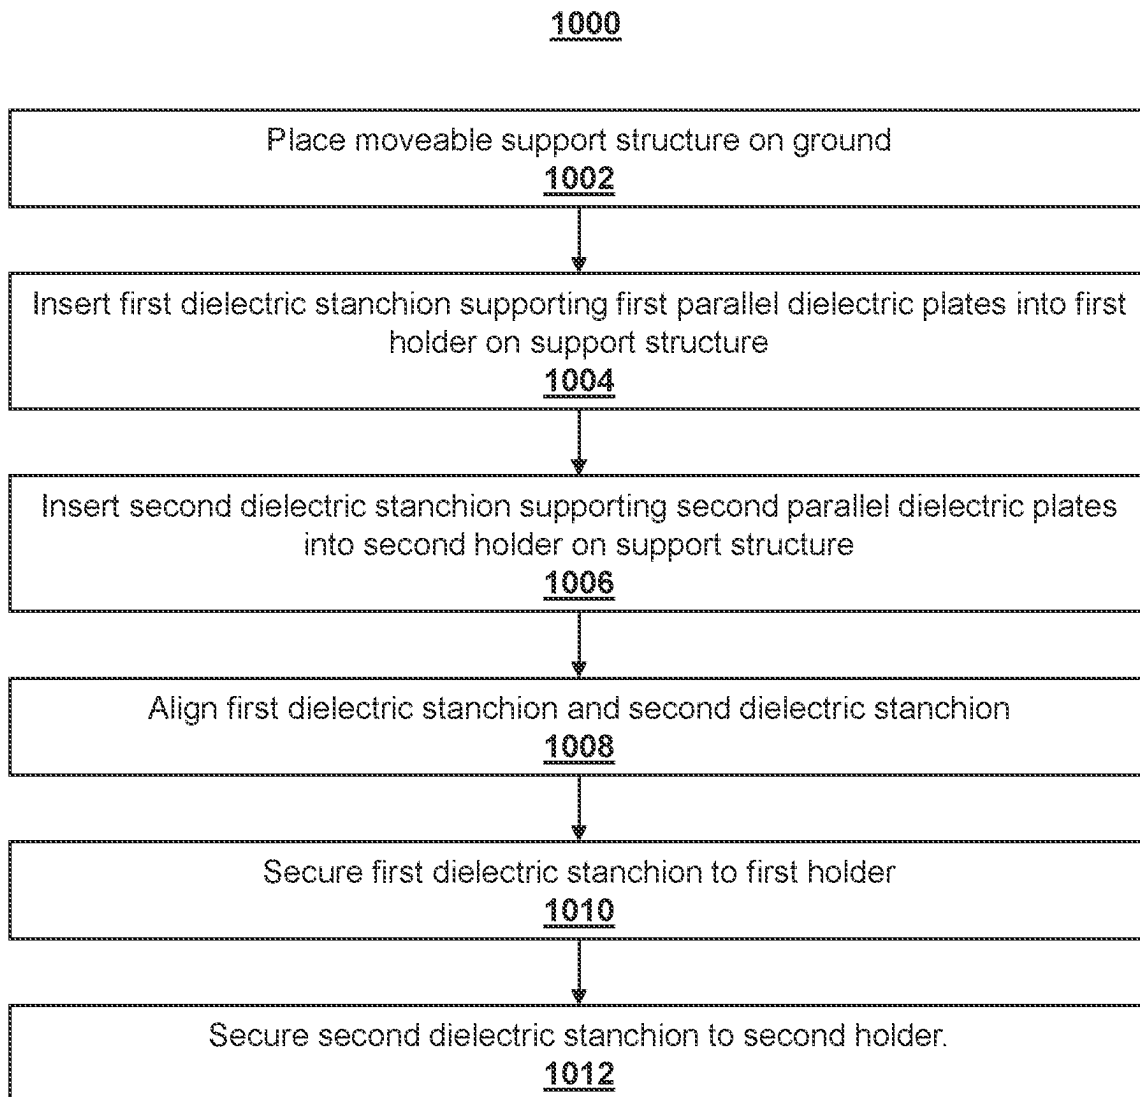 1000
Place moveable support structure on ground
1002
Insert first dielectric stanchion supporting first parallel dielectric plates into first
holder on support structure
1004
Insert second dielectric stanchion supporting second parallel dielectric plates
into second holder on support structure
1006
Align first dielectric stanchion and second dielectric stanchion
1008
Secure first dielectric stanchion to first holder
1010
Secure second dielectric stanchion to second holder.
1012